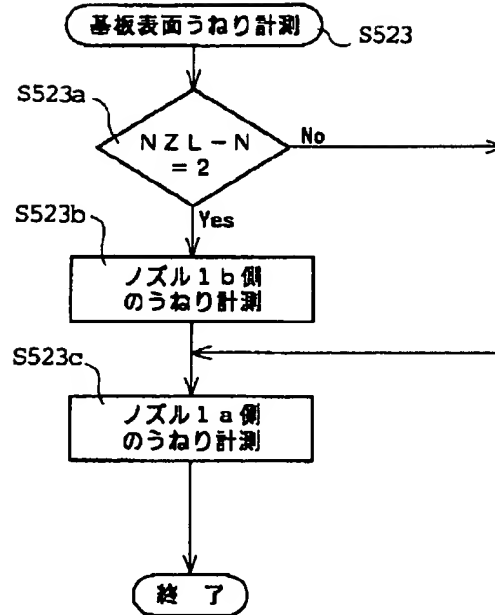 基板表面うねり計測
S523
S523a
NZL-N
=2
No
Yes
S523b
ノズル1b側
のうねり計測
S523c
ノズル1a側
のうねり計測
終了